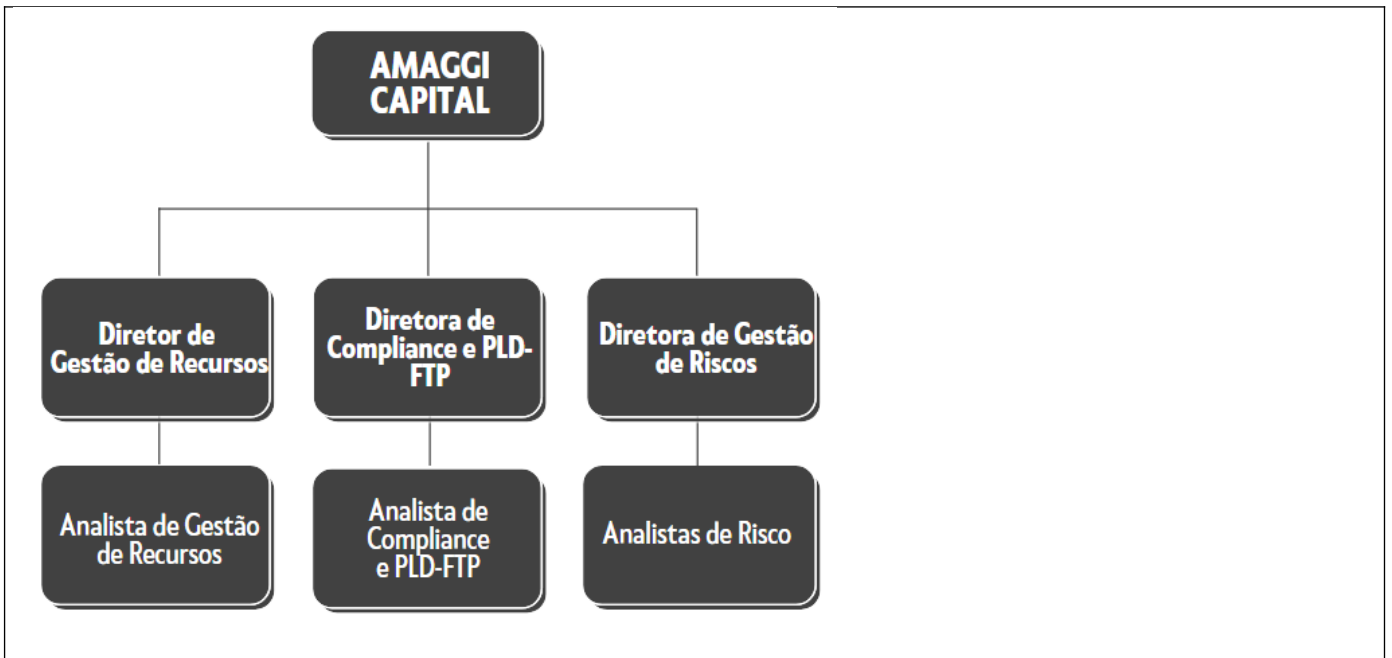 AMAGGI
CAPITAL
Diretor de
Gestão de Recursos
Diretora de
Compliance e PLD-
FTP
Diretora de Gestão
de Riscos
Analista de Gestão
de Recursos
Analista de
Compliance
e PLD-FTP
Analistas de Risco